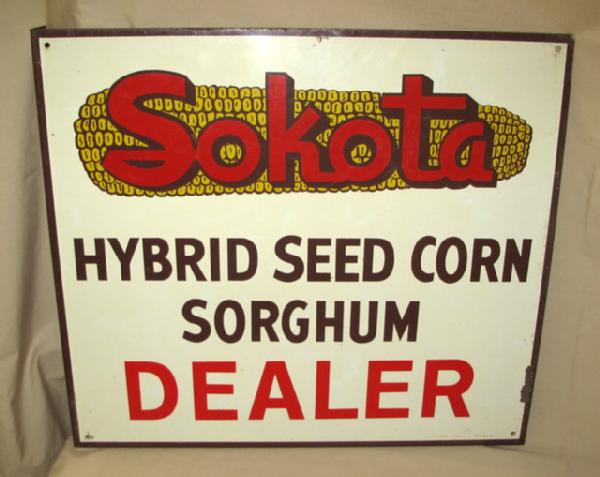 Sokota
HYBRID SEED CORN
SORGHUM
DEALER